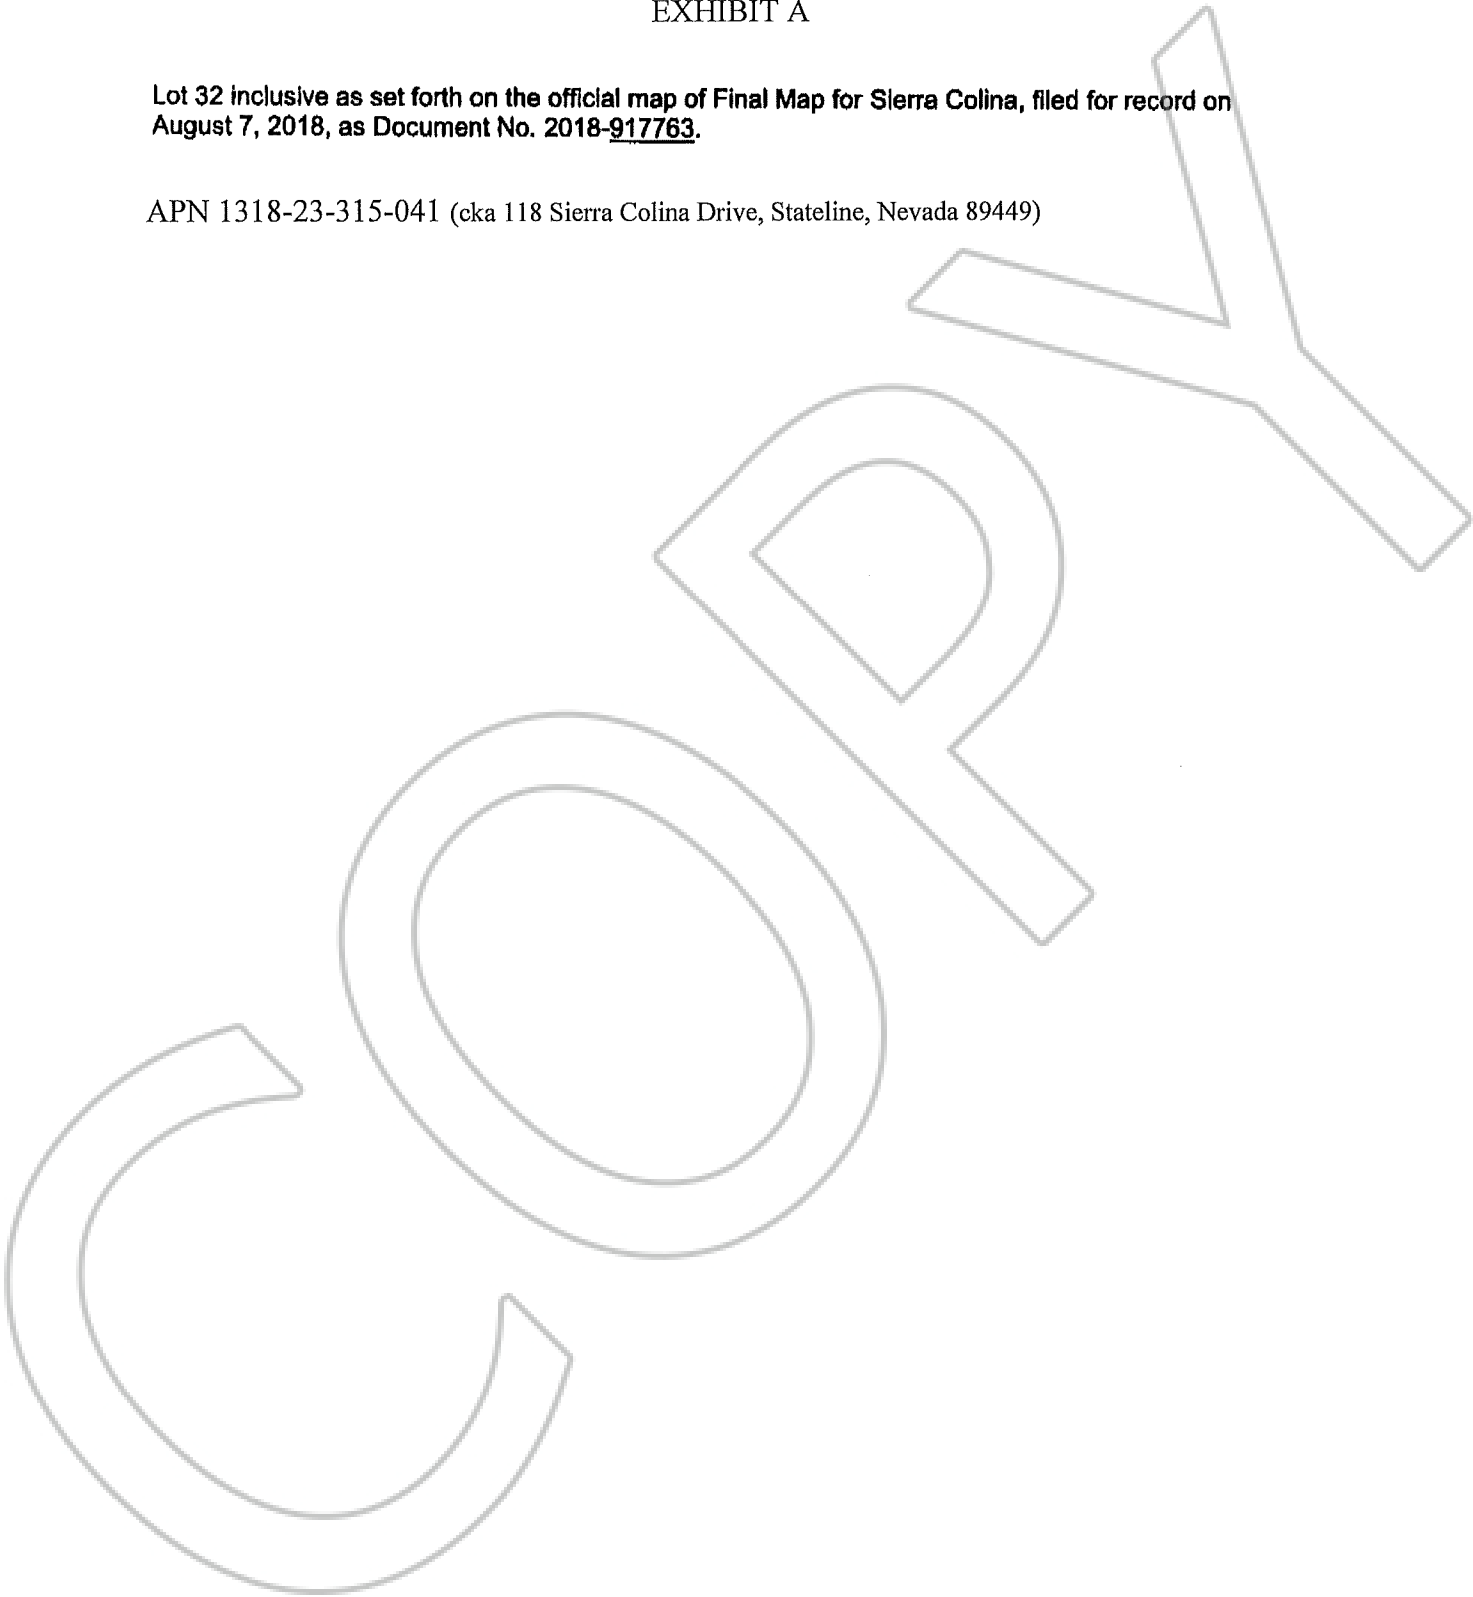 EXHIBIT A
Lot 32 inclusive as set forth on the official map of Final Map for Sierra Colina, filed for record on
August 7, 2018, as Document No. 2018-917763.
APN 1318-23-315-041 (cka 118 Sierra Colina Drive, Stateline, Nevada 89449)
COPY